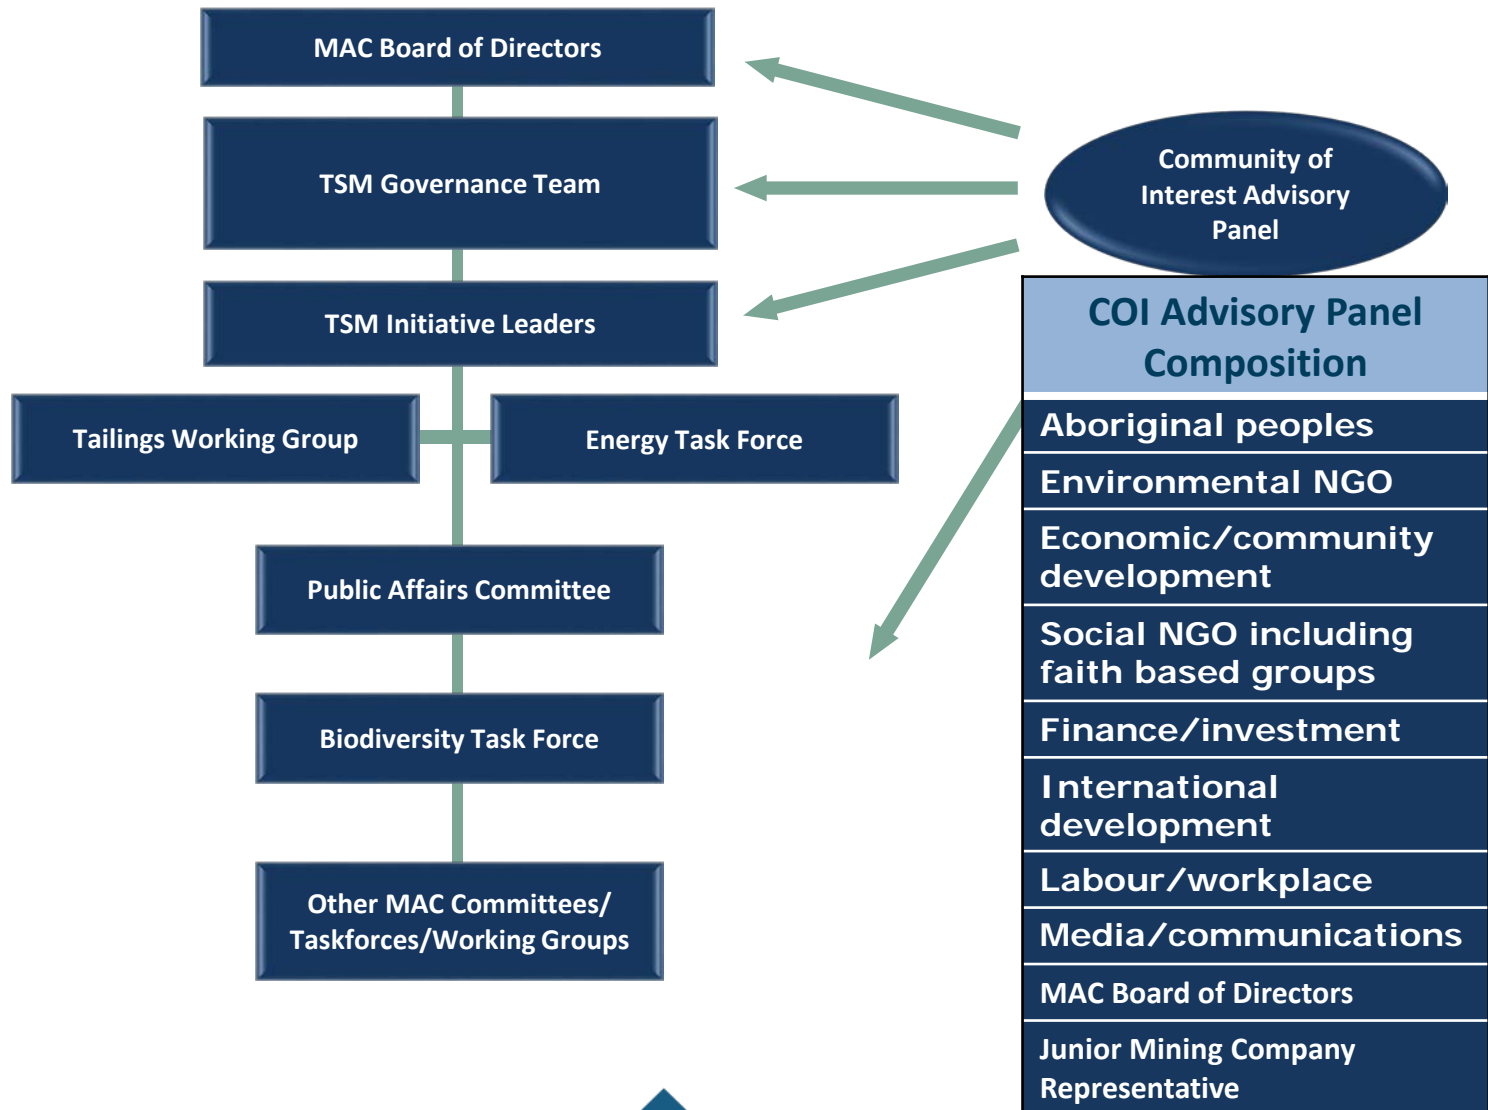 MAC Board of Directors
TSM Governance Team
TSM Initiative Leaders
Tailings Working Group
Energy Task Force
Public Affairs Committee
Biodiversity Task Force
Other MAC Committees/
Taskforces/Working Groups
Community of
Interest Advisory
Panel
COI Advisory Panel
Composition
Aboriginal peoples
Environmental NGO
Economic/community
development
Social NGO including
faith based groups
Finance/investment
International
development
Labour/workplace
Media/communications
MAC Board of Directors
Junior Mining Company
Representative